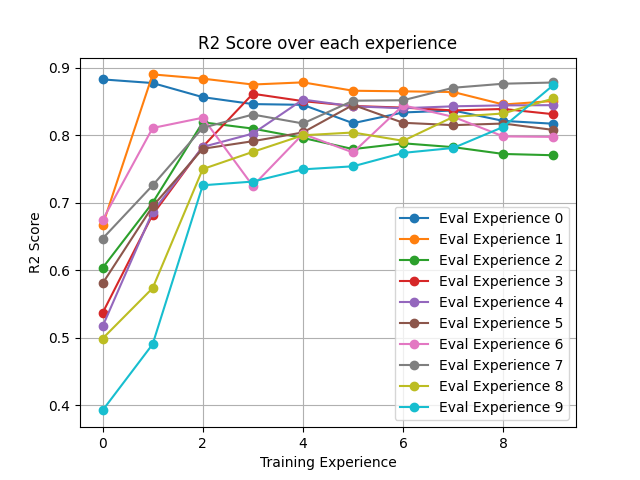 R2 Score over each experience
0.9
0.8
0.7
0.6
0.5
0.4
R2 Score
Eval Experience 0
Eval Experience 1
Eval Experience 2
Eval Experience 3
Eval Experience 4
Eval Experience 5
Eval Experience 6
Eval Experience 7
Eval Experience 8
Eval Experience 9
0 2 4 6 8
Training Experience